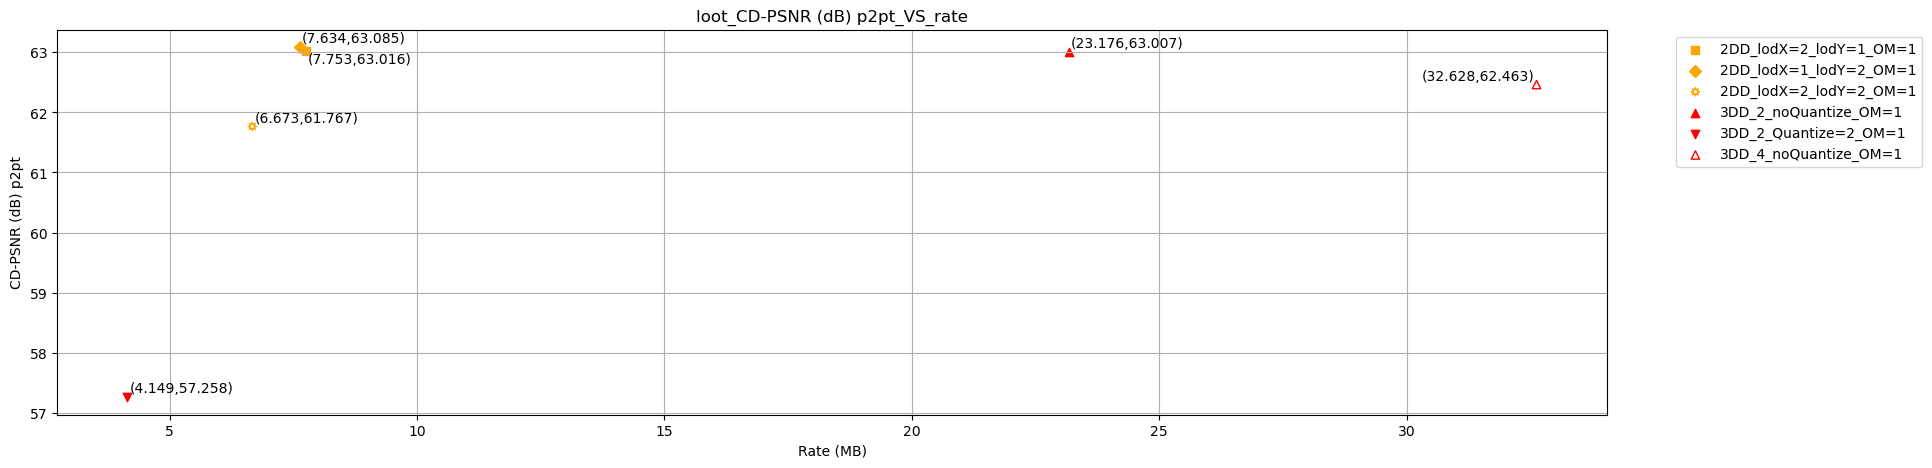 loot_CD-PSNR (dB) p2pt_VS_rate
63
62
61
60
59
58
57
CD-PSNR (dB) p2pt
(7.634,63.085)
(7.753,63.016)
(6.673,61.767)
(4.149,57.258)
(23.176,63.007)
(32.628,62.463)
5
10
15
20
25
30
Rate (MB)
2DD_lodX=2_lodY=1_OM=1
2DD_lodX=1_lodY=2_OM=1
2DD_lodX=2_lodY=2_OM=1
3DD_2_noQuantize_OM=1
3DD_2_Quantize=2_OM=1
3DD_4_noQuantize_OM=1